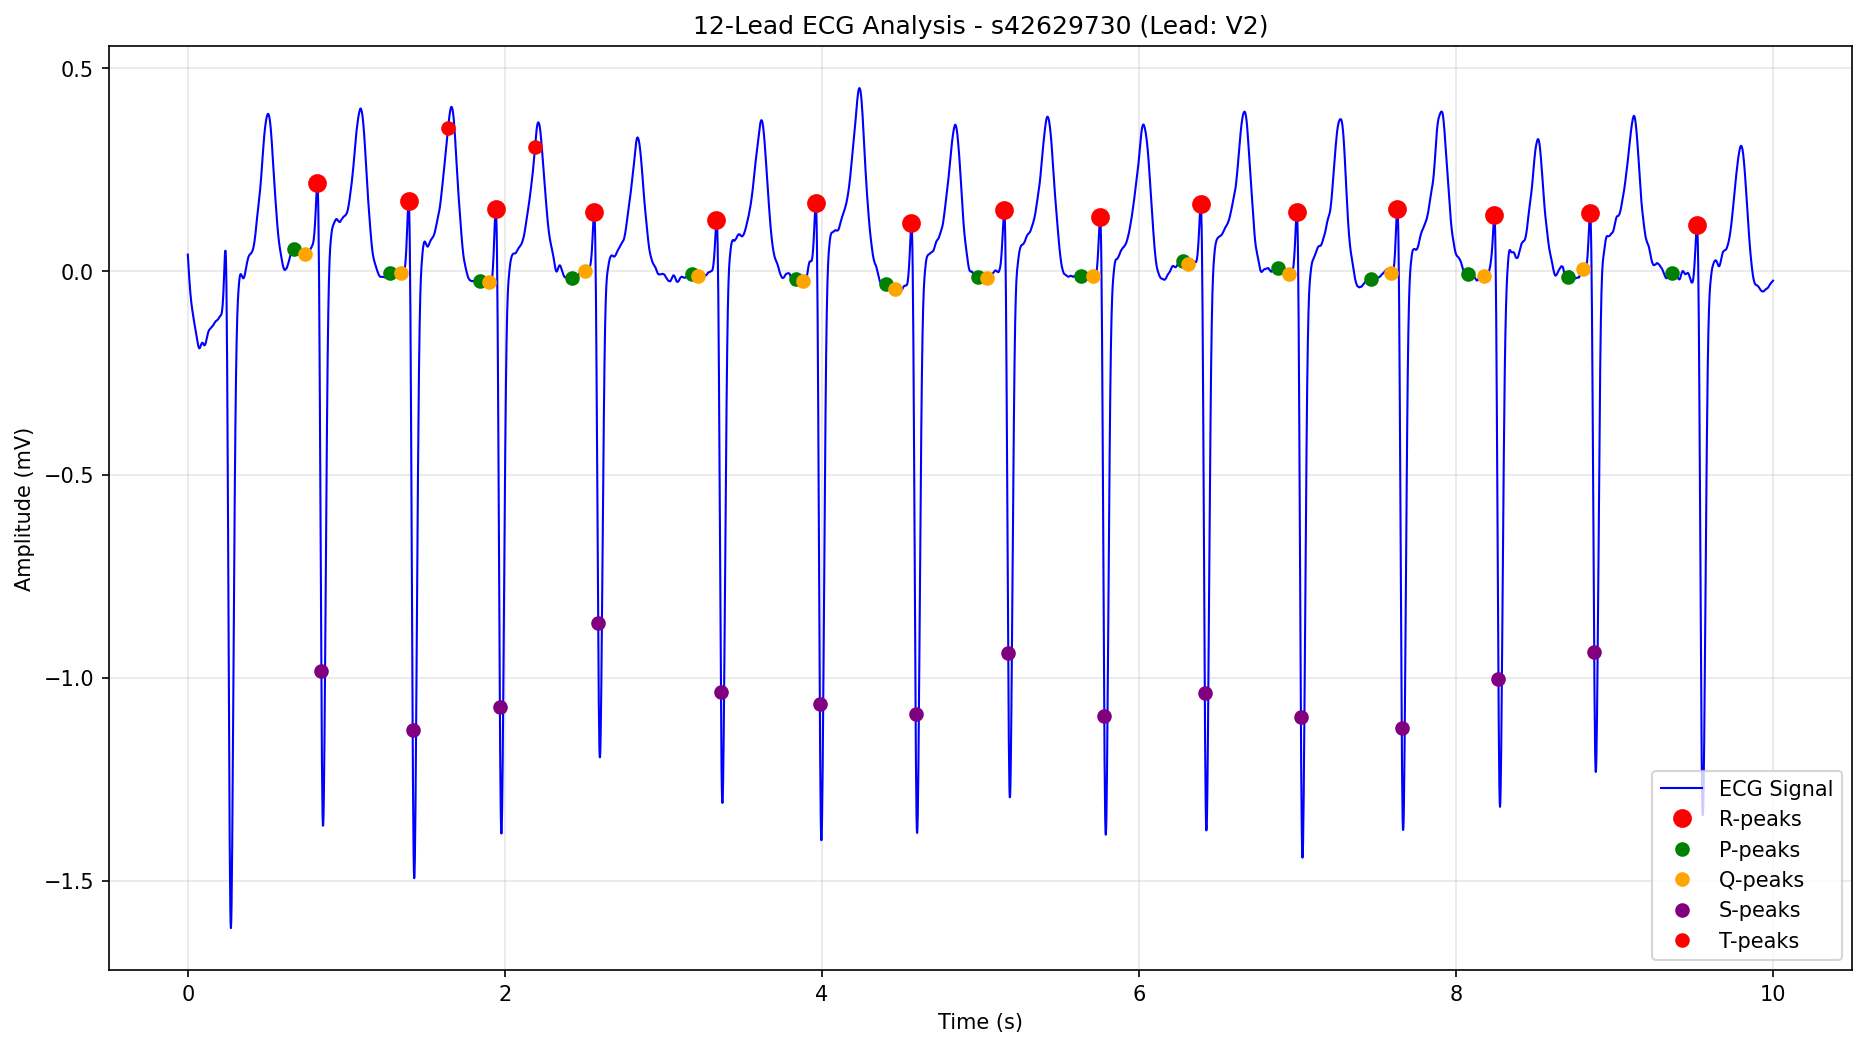 12-Lead ECG Analysis - s42629730 (Lead: V2)
0.5
0.0
−0.5
−1.0
−1.5
Amplitude (mV)
0
2
4
6
8
10
Time (s)
ECG Signal
R-peaks
P-peaks
Q-peaks
S-peaks
T-peaks